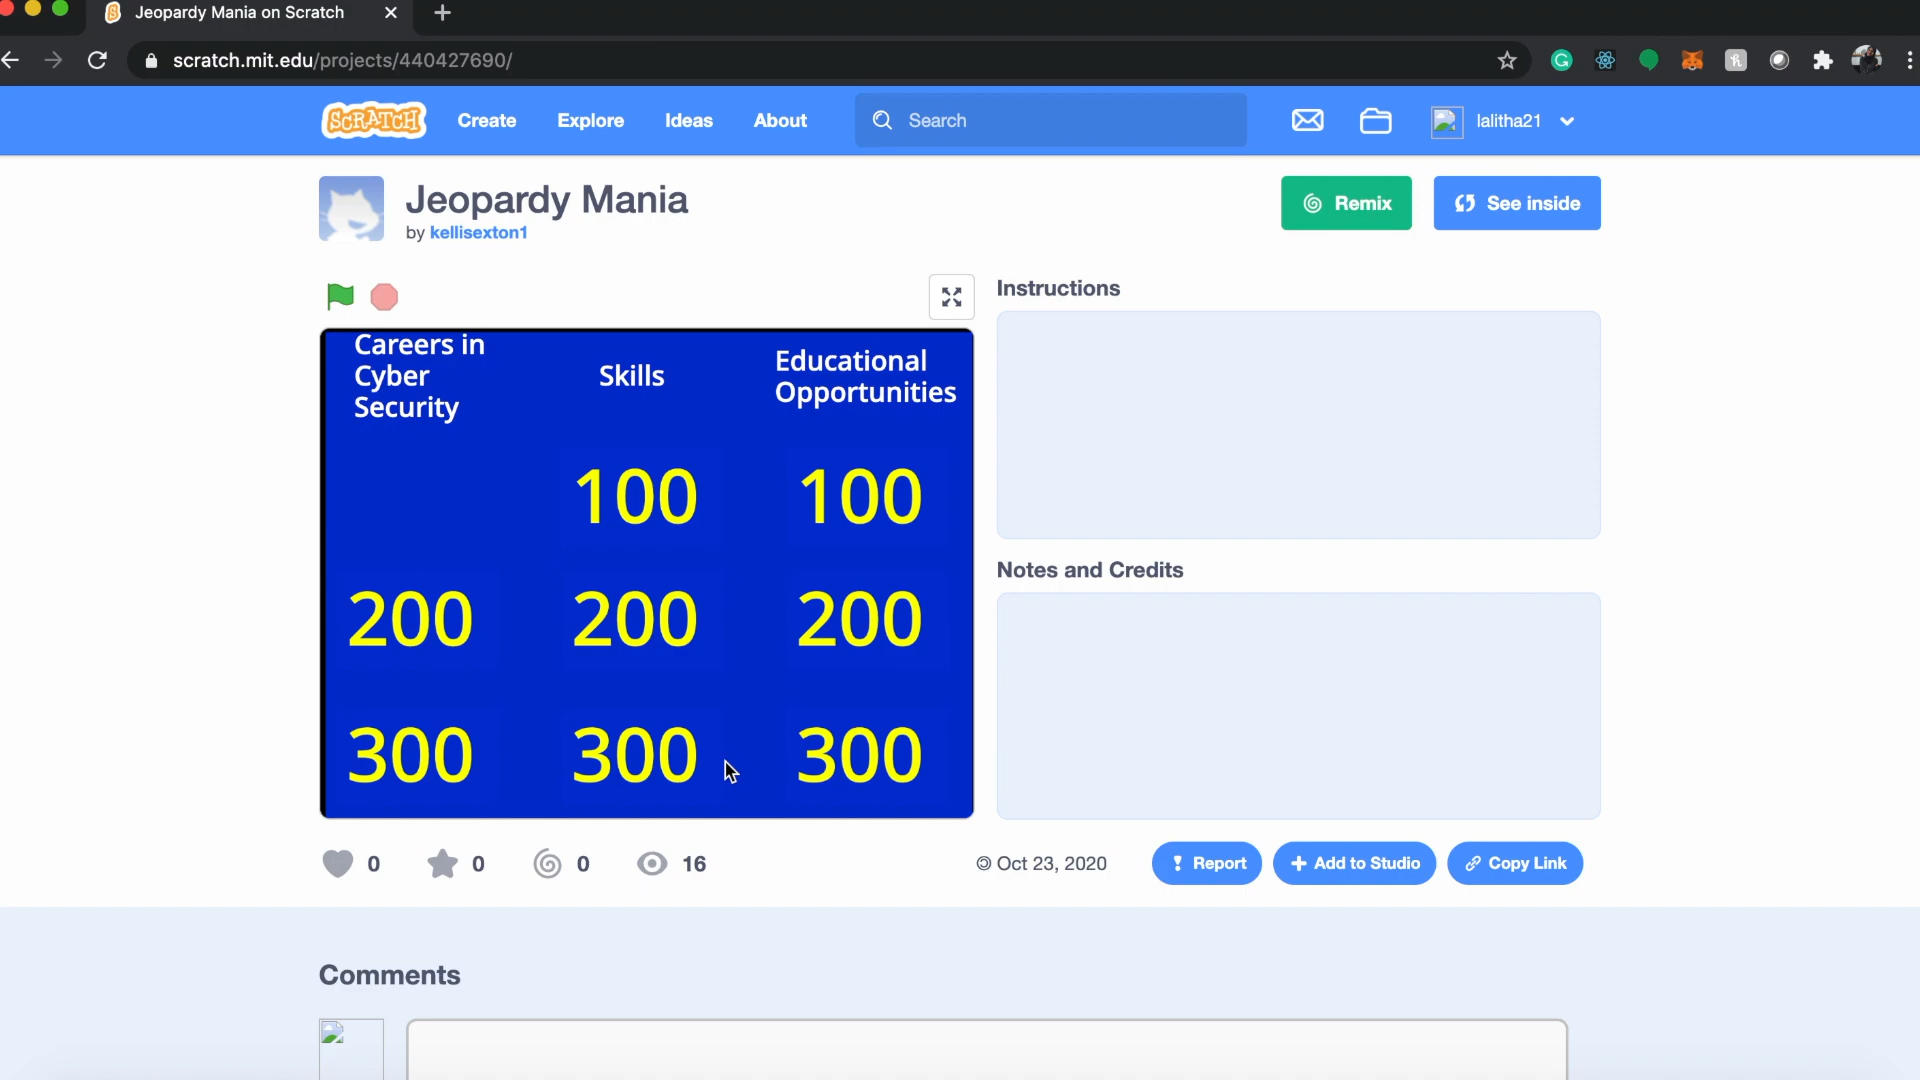 Jeopardy Mania on Scratch
scratch.mit.edu/projects/440427690/
SCRATCH Create Explore Ideas About Search lalitha21
Jeopardy Mania
by kellisexton1
Remix See inside
Instructions
Careers in
Cyber
Security
Skills
Educational
Opportunities
100 100
200 200 200
300 300 300
Notes and Credits
0 0 0 16
© Oct 23, 2020 Report Add to Studio Copy Link
Comments